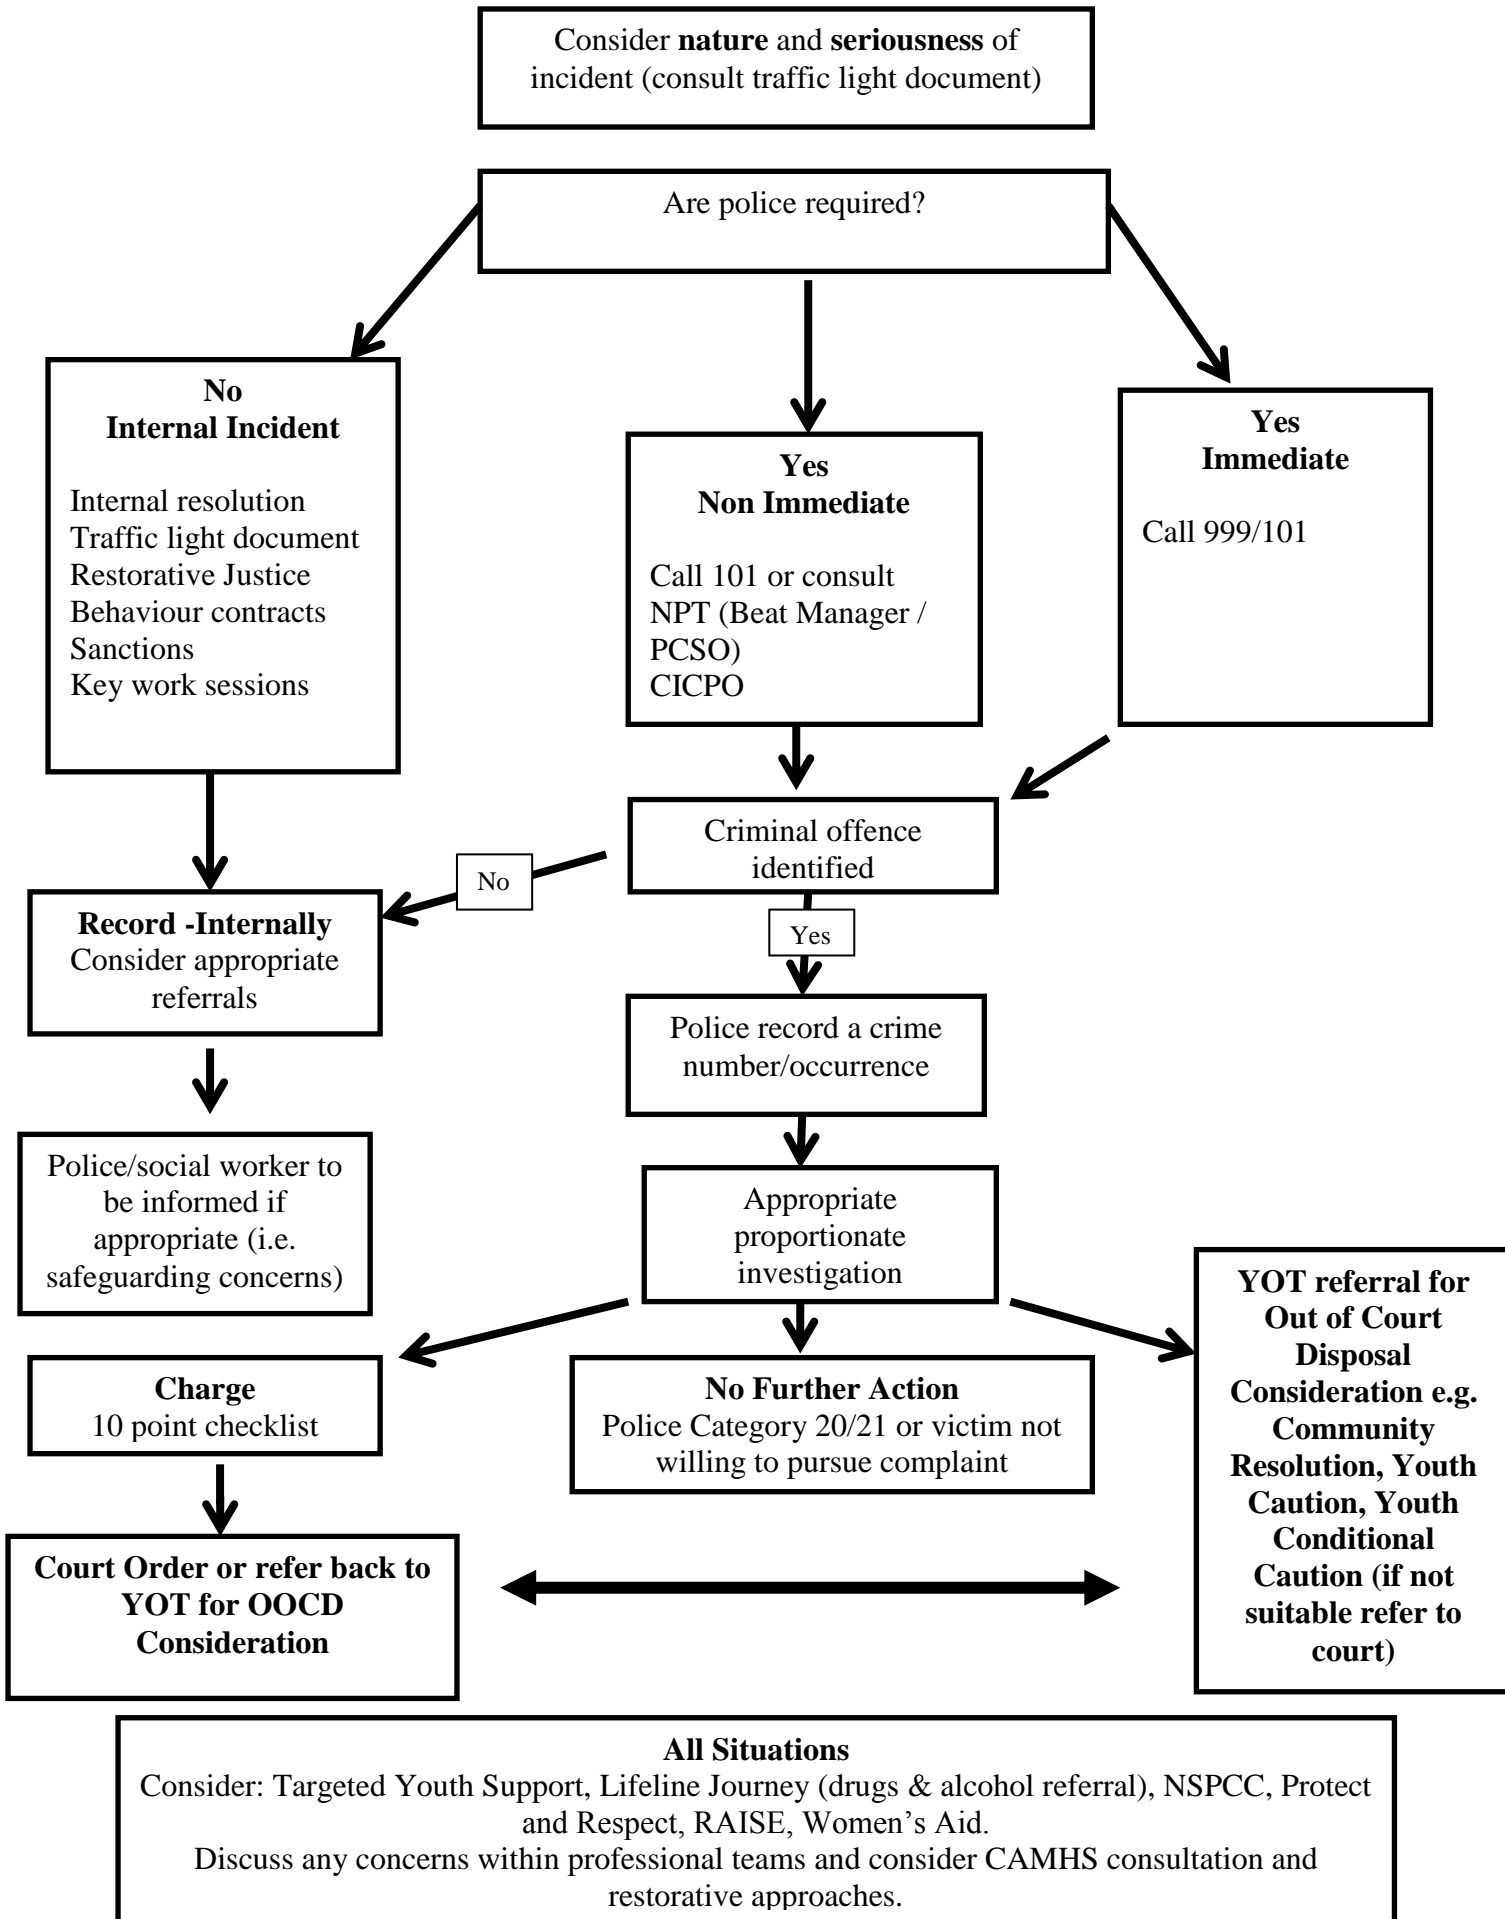 Consider nature and seriousness of
incident (consult traffic light document)
Are police required?
No
Internal Incident
Internal resolution
Traffic light document
Restorative Justice
Behaviour contracts
Sanctions
Key work sessions
Yes
Non Immediate
Call 101 or consult
NPT (Beat Manager /
PCSO)
CICPO
Yes
Immediate
Call 999/101
Criminal offence
identified
No
Yes
Record -Internally
Consider appropriate
referrals
Police record a crime
number/occurrence
Police/social worker to
be informed if
appropriate (i.e.
safeguarding concerns)
Appropriate
proportionate
investigation
Charge
10 point checklist
No Further Action
Police Category 20/21 or victim not
willing to pursue complaint
YOT referral for
Out of Court
Disposal
Consideration e.g.
Community
Resolution, Youth
Caution, Youth
Conditional
Caution (if not
suitable refer to
court)
Court Order or refer back to
YOT for OOCD
Consideration
All Situations
Consider: Targeted Youth Support, Lifeline Journey (drugs & alcohol referral), NSPCC, Protect
and Respect, RAISE, Women’s Aid.
Discuss any concerns within professional teams and consider CAMHS consultation and
restorative approaches.